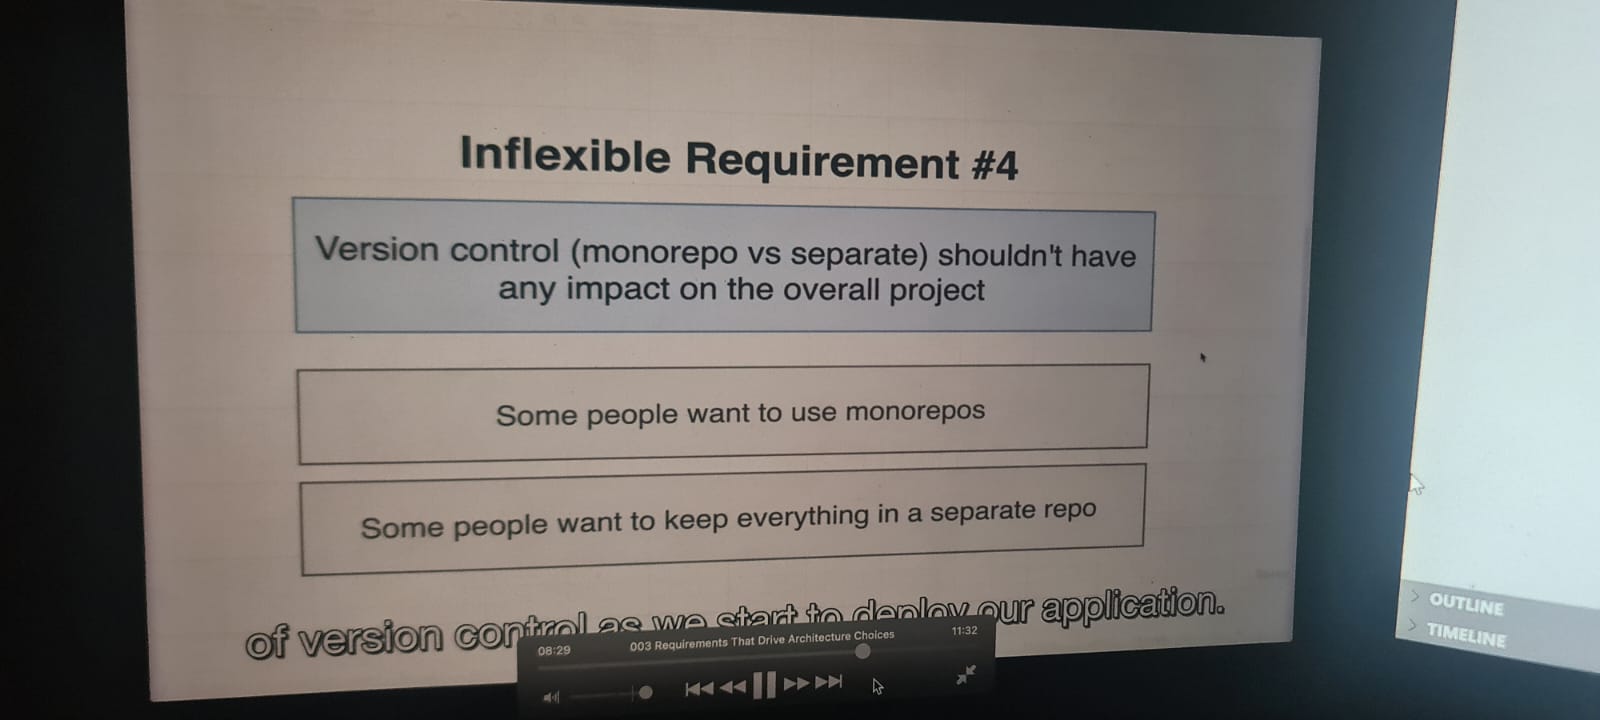 Inflexible Requirement #4
Version control (monorepo vs separate) shouldn't have
any impact on the overall project
Some people want to use monorepos
Some people want to keep everything in a separate repo
of version control as we start to deploy our application.
08:29
003 Requirements That Drive Architecture Choices
11:32
OUTLINE
TIMELINE